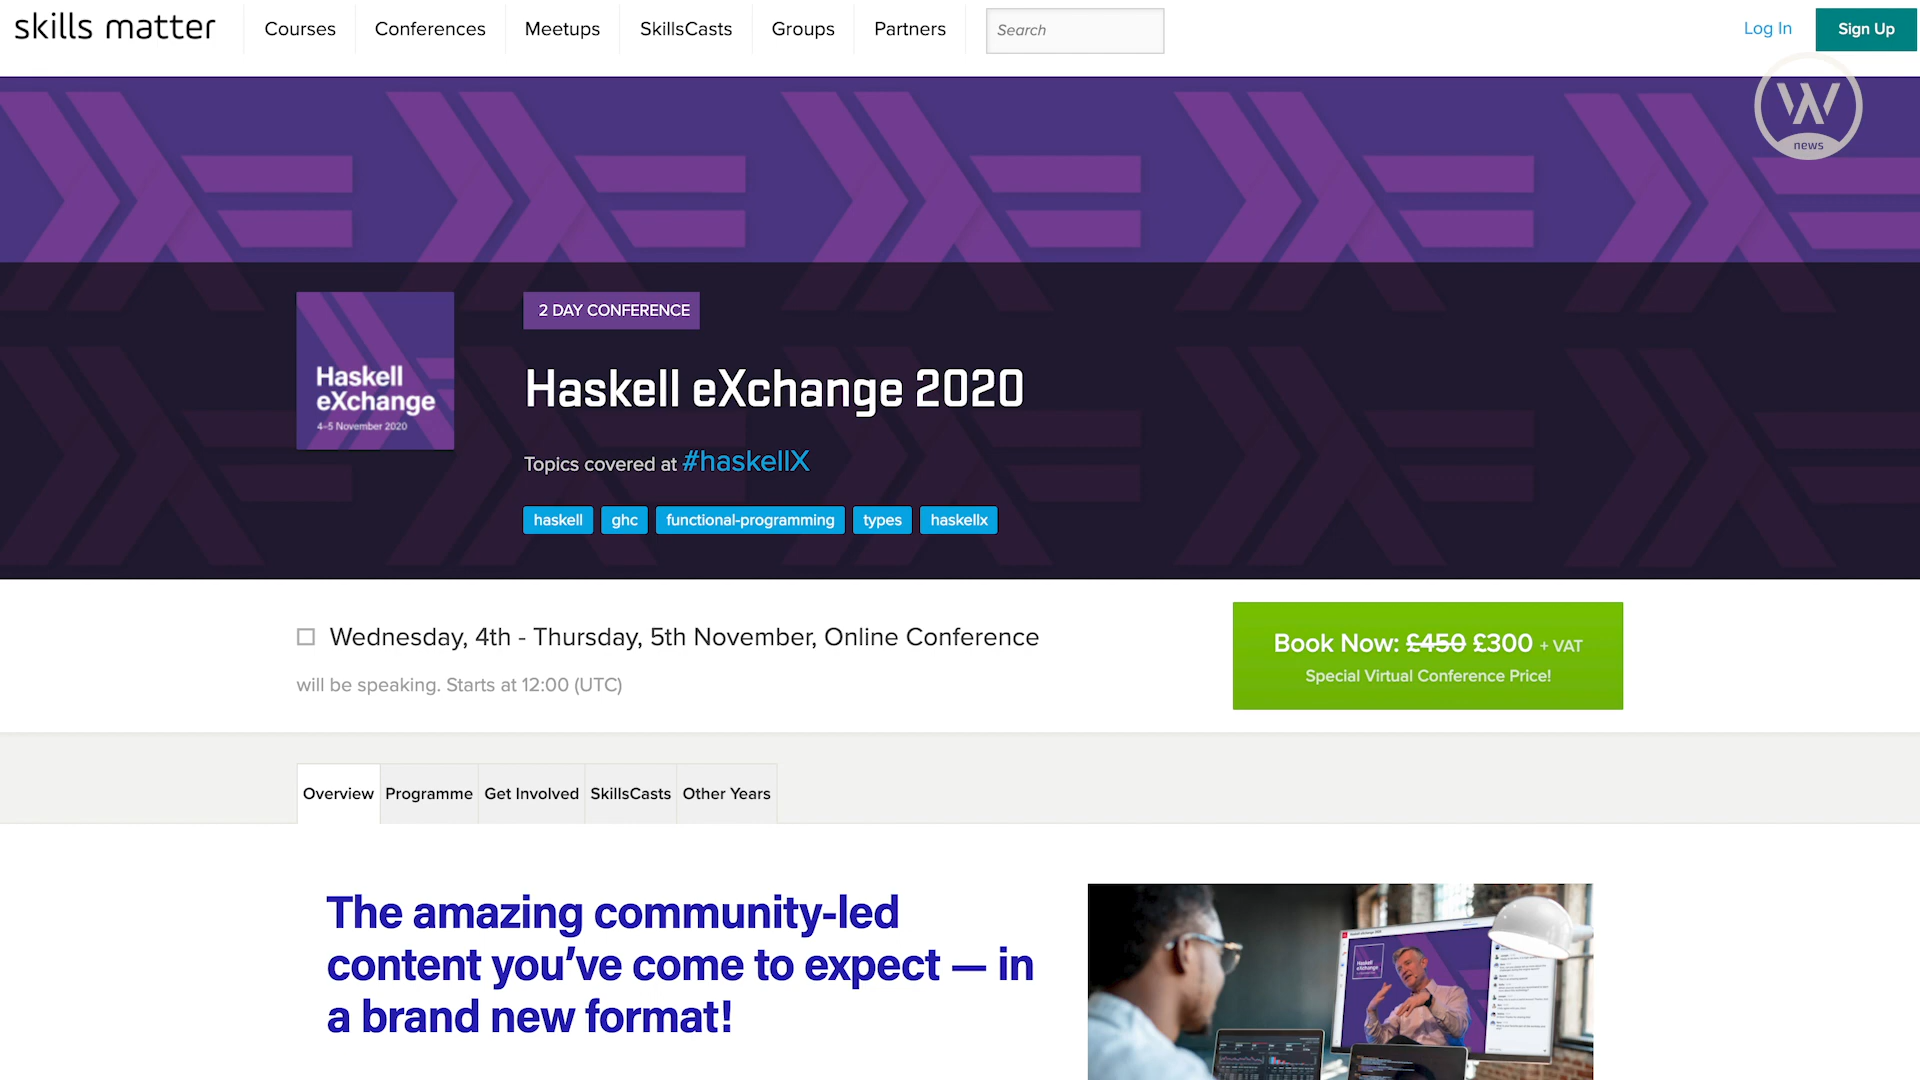 skills matter
Courses
Conferences
Meetups
SkillsCasts
Groups
Partners
Search
Log In
Sign Up
W
news
2 DAY CONFERENCE
Haskell
eXchange
4–5 November 2020
Haskell eXchange 2020
Topics covered at #haskellX
haskell
ghc
functional-programming
types
haskellx
Wednesday, 4th - Thursday, 5th November, Online Conference
will be speaking. Starts at 12:00 (UTC)
Book Now: £450 £300 + VAT
Special Virtual Conference Price!
Overview
Programme
Get Involved
SkillsCasts
Other Years
The amazing community-led
content you’ve come to expect — in
a brand new format!
Haskell
eXchange